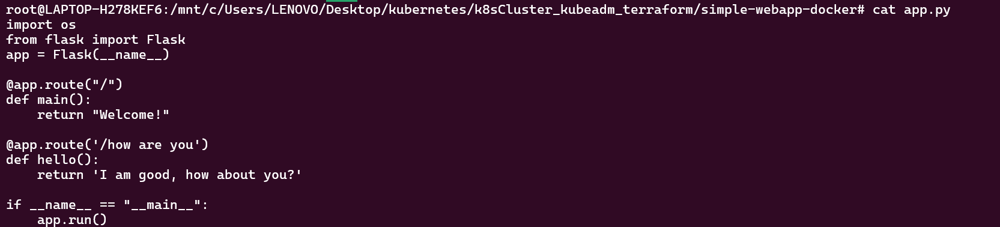 root@LAPTOP-H278KEF6:/mnt/c/Users/LENOVO/Desktop/kubernetes/k8sCluster_kubeadm_terraform/simple-webapp-docker# cat app.py
import os
from flask import Flask
app = Flask(__name__)

@app.route("/")
def main():
    return "Welcome!"

@app.route('/how are you')
def hello():
    return 'I am good, how about you?'

if __name__ == "__main__":
    app.run()